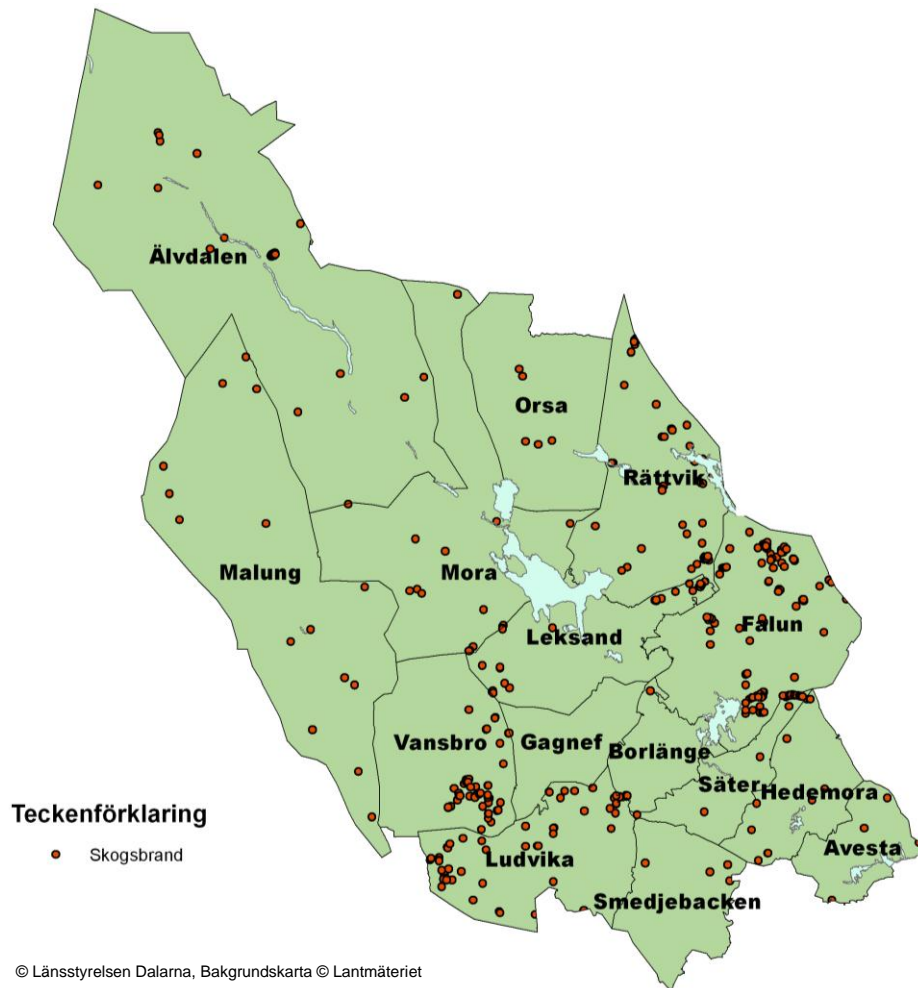 Älvdalen
Orsa
Rättvik
Malung
Mora
Leksand
Falun
Vansbro
Gagnef
Borlänge
Säter
Hedemora
Avesta
Ludvika
Smedjebacken
Teckenförklaring
Skogsbrand
© Länsstyrelsen Dalarna, Bakgrundskarta © Lantmäteriet